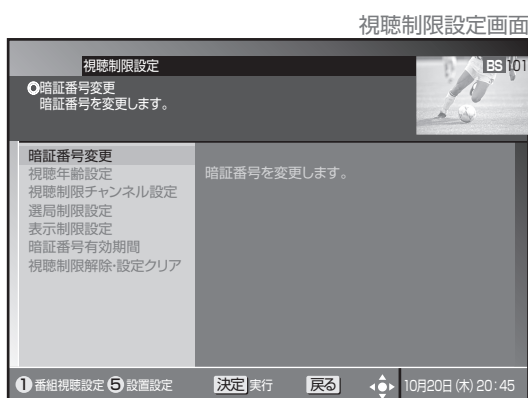 視聴制限設定画面
視聴制限設定
BS 101
暗証番号変更
暗証番号を変更します。
暗証番号変更
視聴年齢設定
視聴制限チャンネル設定
選局制限設定
表示制限設定
暗証番号有効期間
視聴制限解除・設定クリア
暗証番号を変更します。
1 番組視聴設定 5 設置設定 決定 実行 戻る 10月20日(木) 20:45